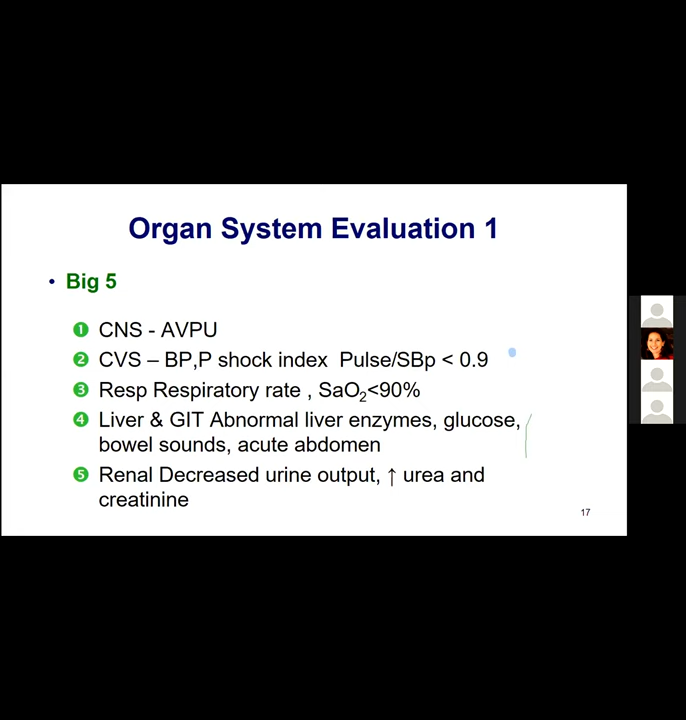 Organ System Evaluation 1
• Big 5
❶ CNS - AVPU
❷ CVS – BP,P shock index Pulse/SBp < 0.9
❸ Resp Respiratory rate , SaO₂<90%
❹ Liver & GIT Abnormal liver enzymes, glucose,
bowel sounds, acute abdomen
❺ Renal Decreased urine output, ↑ urea and
creatinine
17